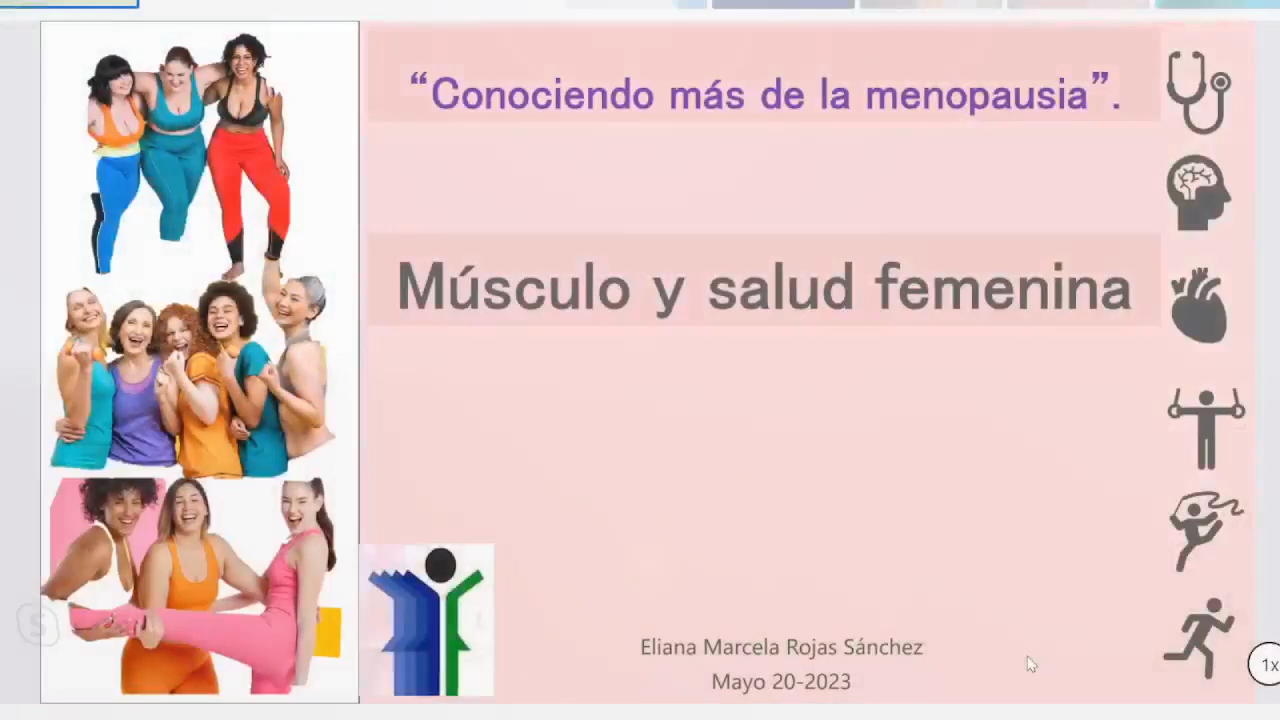 “Conociendo más de la menopausia”.
Músculo y salud femenina
Eliana Marcela Rojas Sánchez
Mayo 20-2023
S
1x